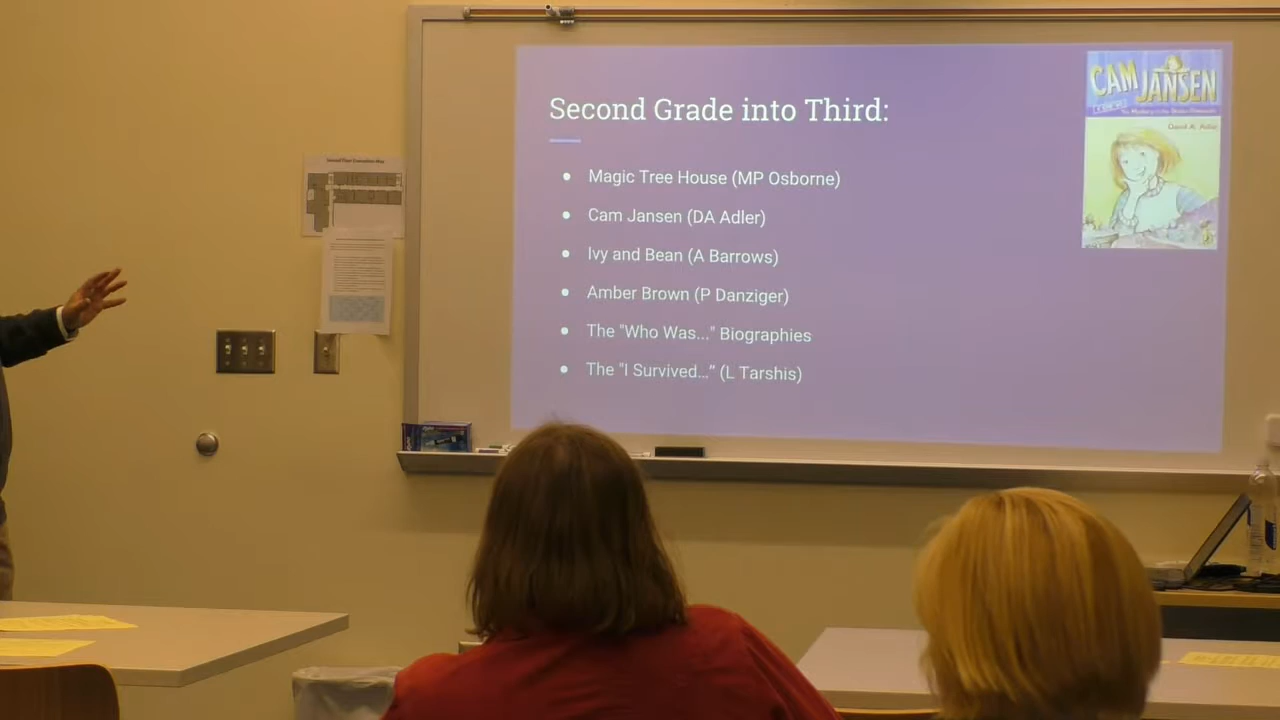 Second Grade into Third:
● Magic Tree House (MP Osborne)
● Cam Jansen (DA Adler)
● Ivy and Bean (A Barrows)
● Amber Brown (P Danziger)
● The "Who Was..." Biographies
● The "I Survived…" (L Tarshis)
CAM JANSEN
David A. Adler